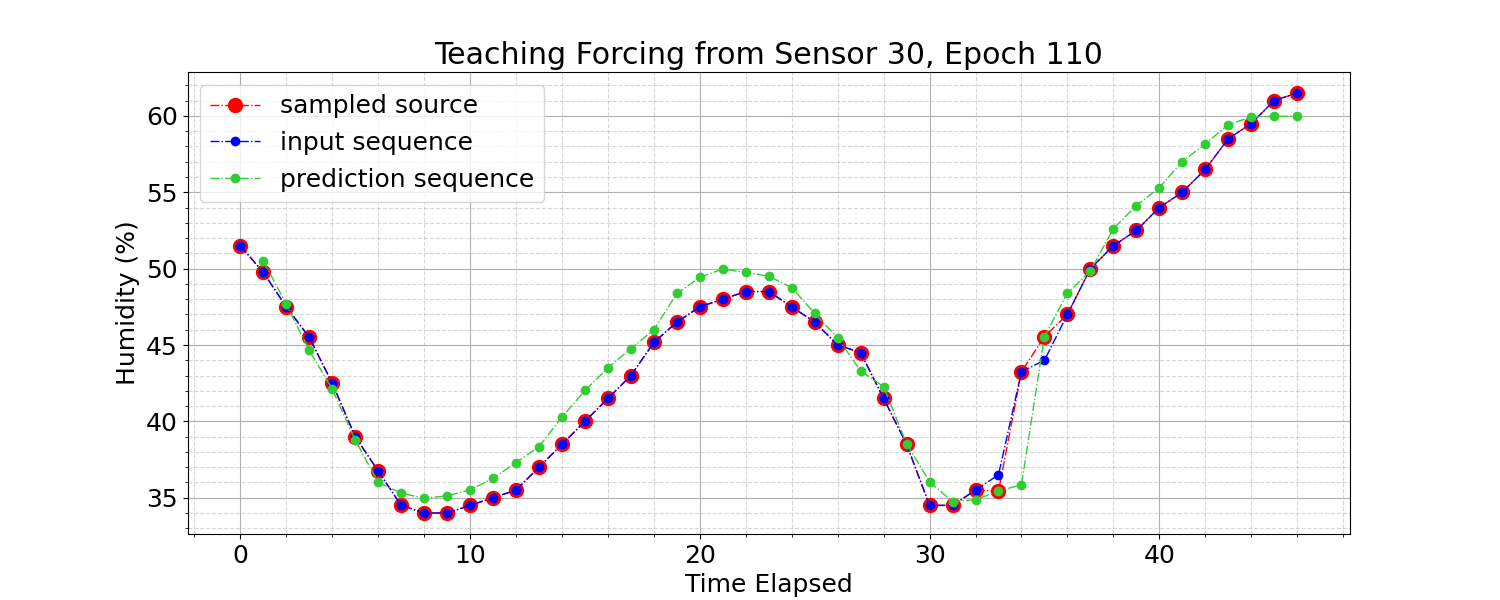 Teaching Forcing from Sensor 30, Epoch 110
sampled source
input sequence
prediction sequence
Humidity (%)
60
55
50
45
40
35
0 10 20 30 40
Time Elapsed